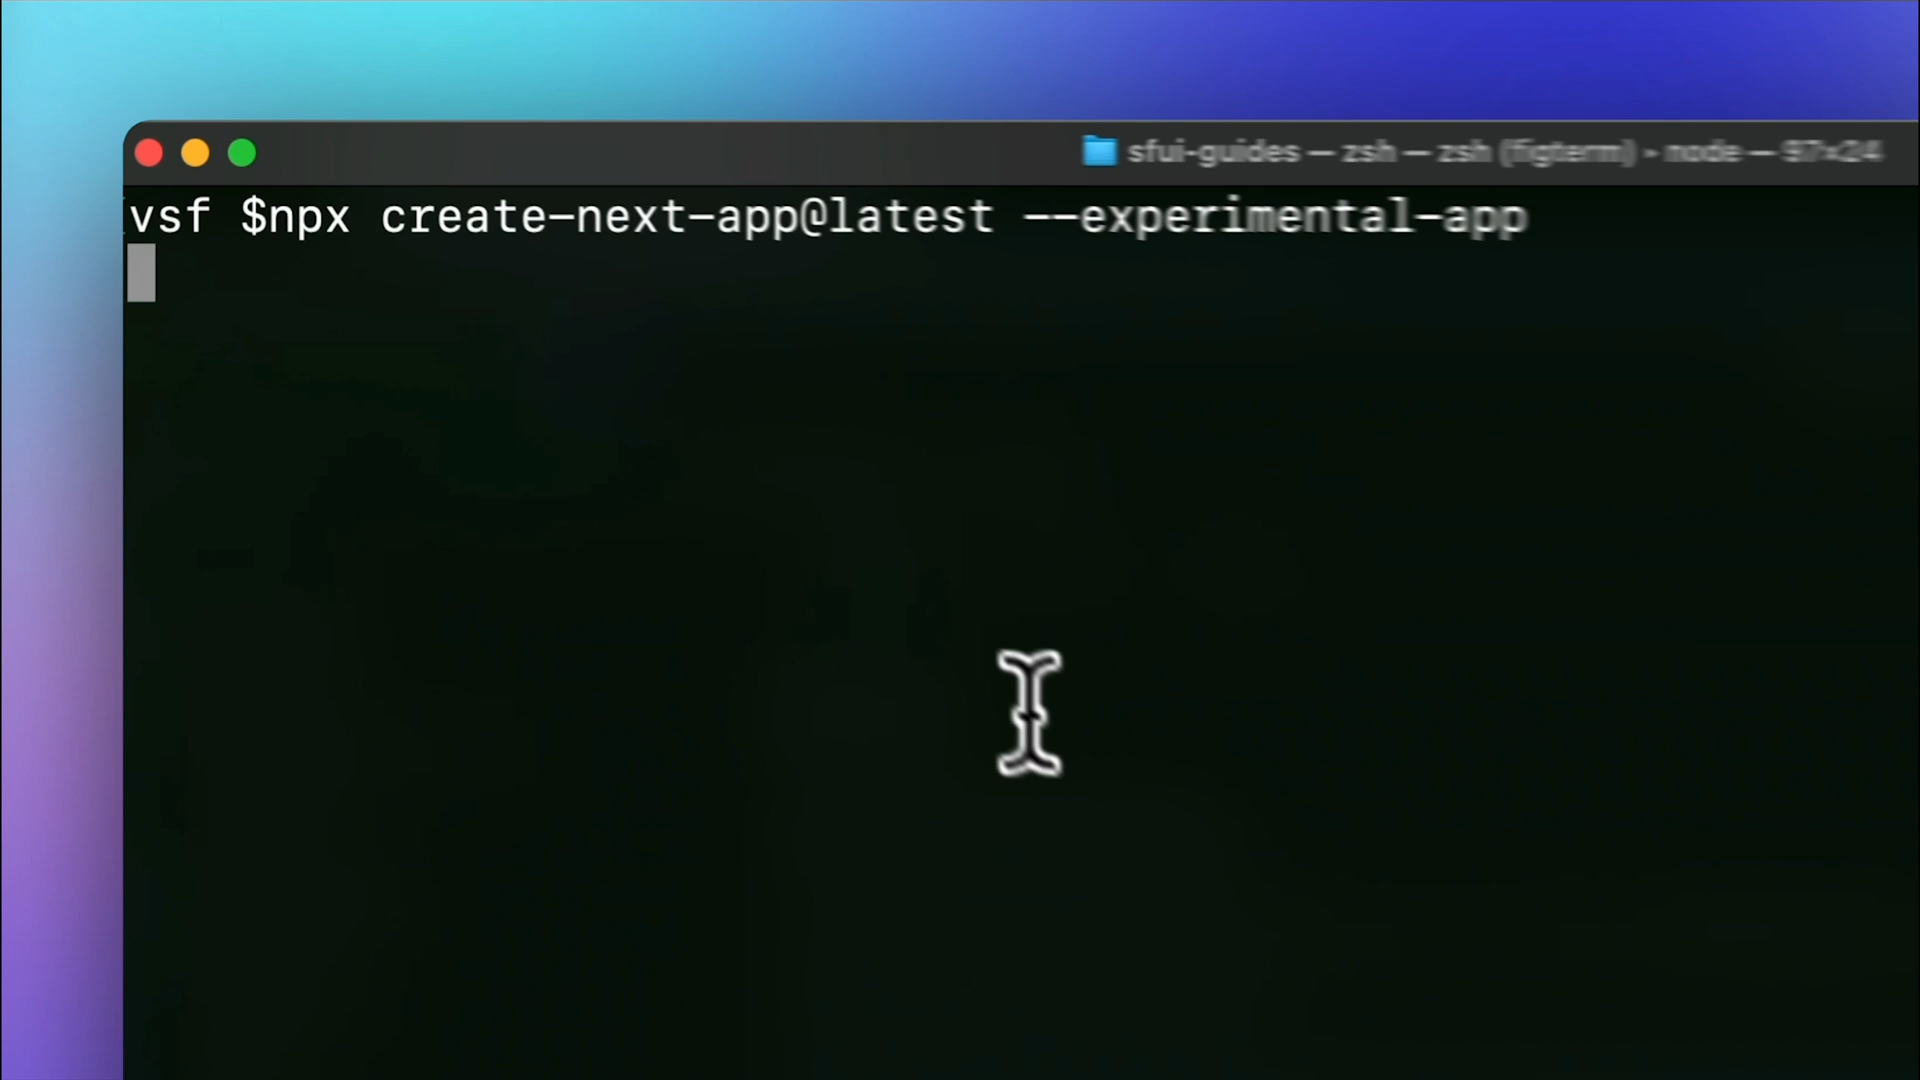 sfui-guides — zsh — zsh (figterm) ▸ node — 97×24
vsf $npx create-next-app@latest --experimental-app